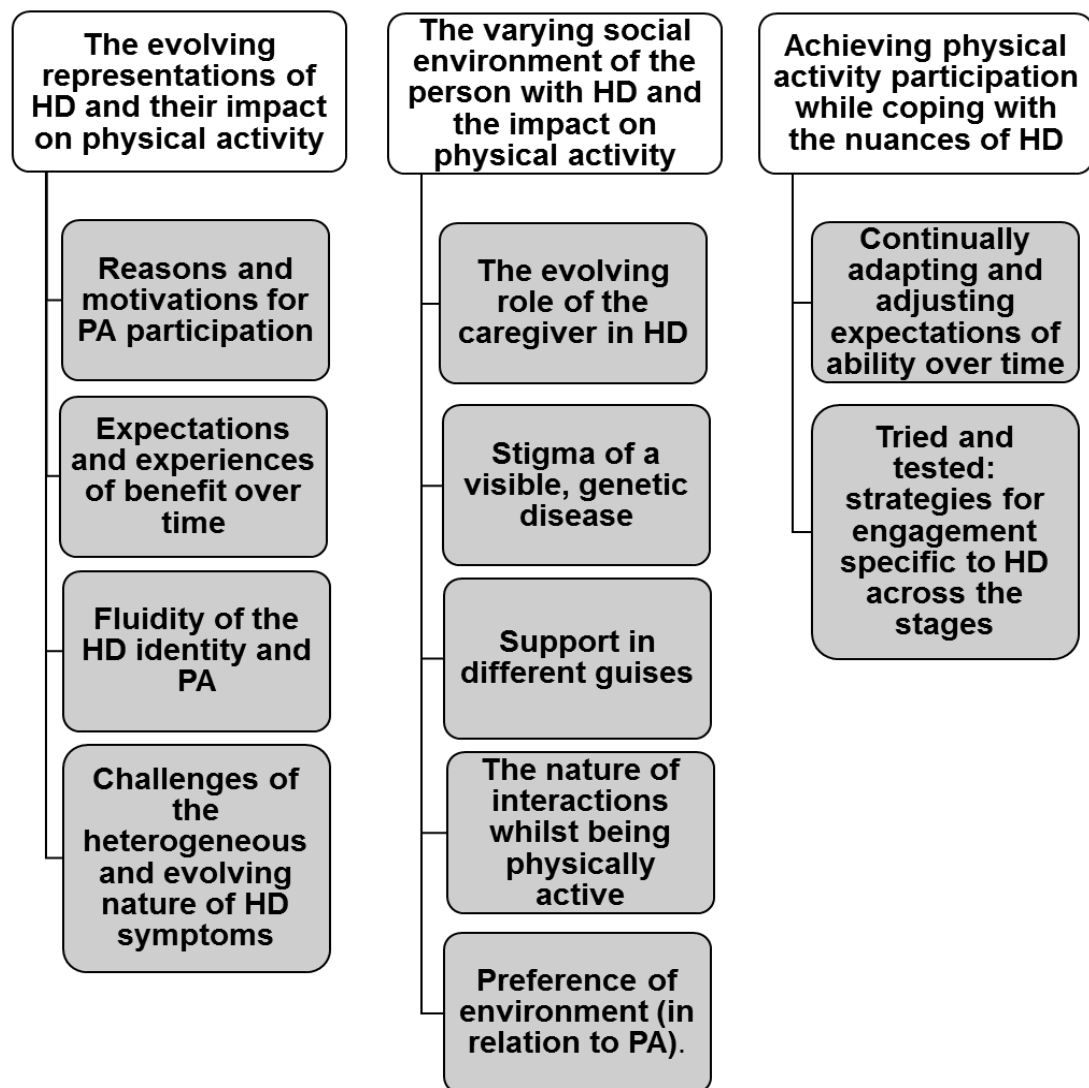 The evolving
representations of
HD and their impact
on physical activity
Reasons and
motivations for
PA participation
Expectations
and experiences
of benefit over
time
Fluidity of the
HD identity and
PA
Challenges of
the
heterogeneous
and evolving
nature of HD
symptoms
The varying social
environment of the
person with HD and
the impact on
physical activity
The evolving
role of the
caregiver in HD
Stigma of a
visible, genetic
disease
Support in
different guises
The nature of
interactions
whilst being
physically
active
Preference of
environment (in
relation to PA).
Achieving physical
activity participation
while coping with
the nuances of HD
Continually
adapting and
adjusting
expectations of
ability over time
Tried and
tested:
strategies for
engagement
specific to HD
across the
stages